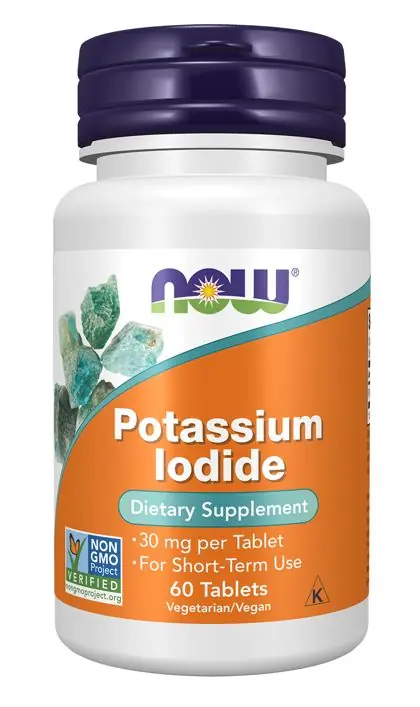 now®
Potassium
Iodide
Dietary Supplement
• 30 mg per Tablet
• For Short-Term Use
60 Tablets
Vegetarian/Vegan
NON
GMO
Project
VERIFIED
nongmoproject.org
K